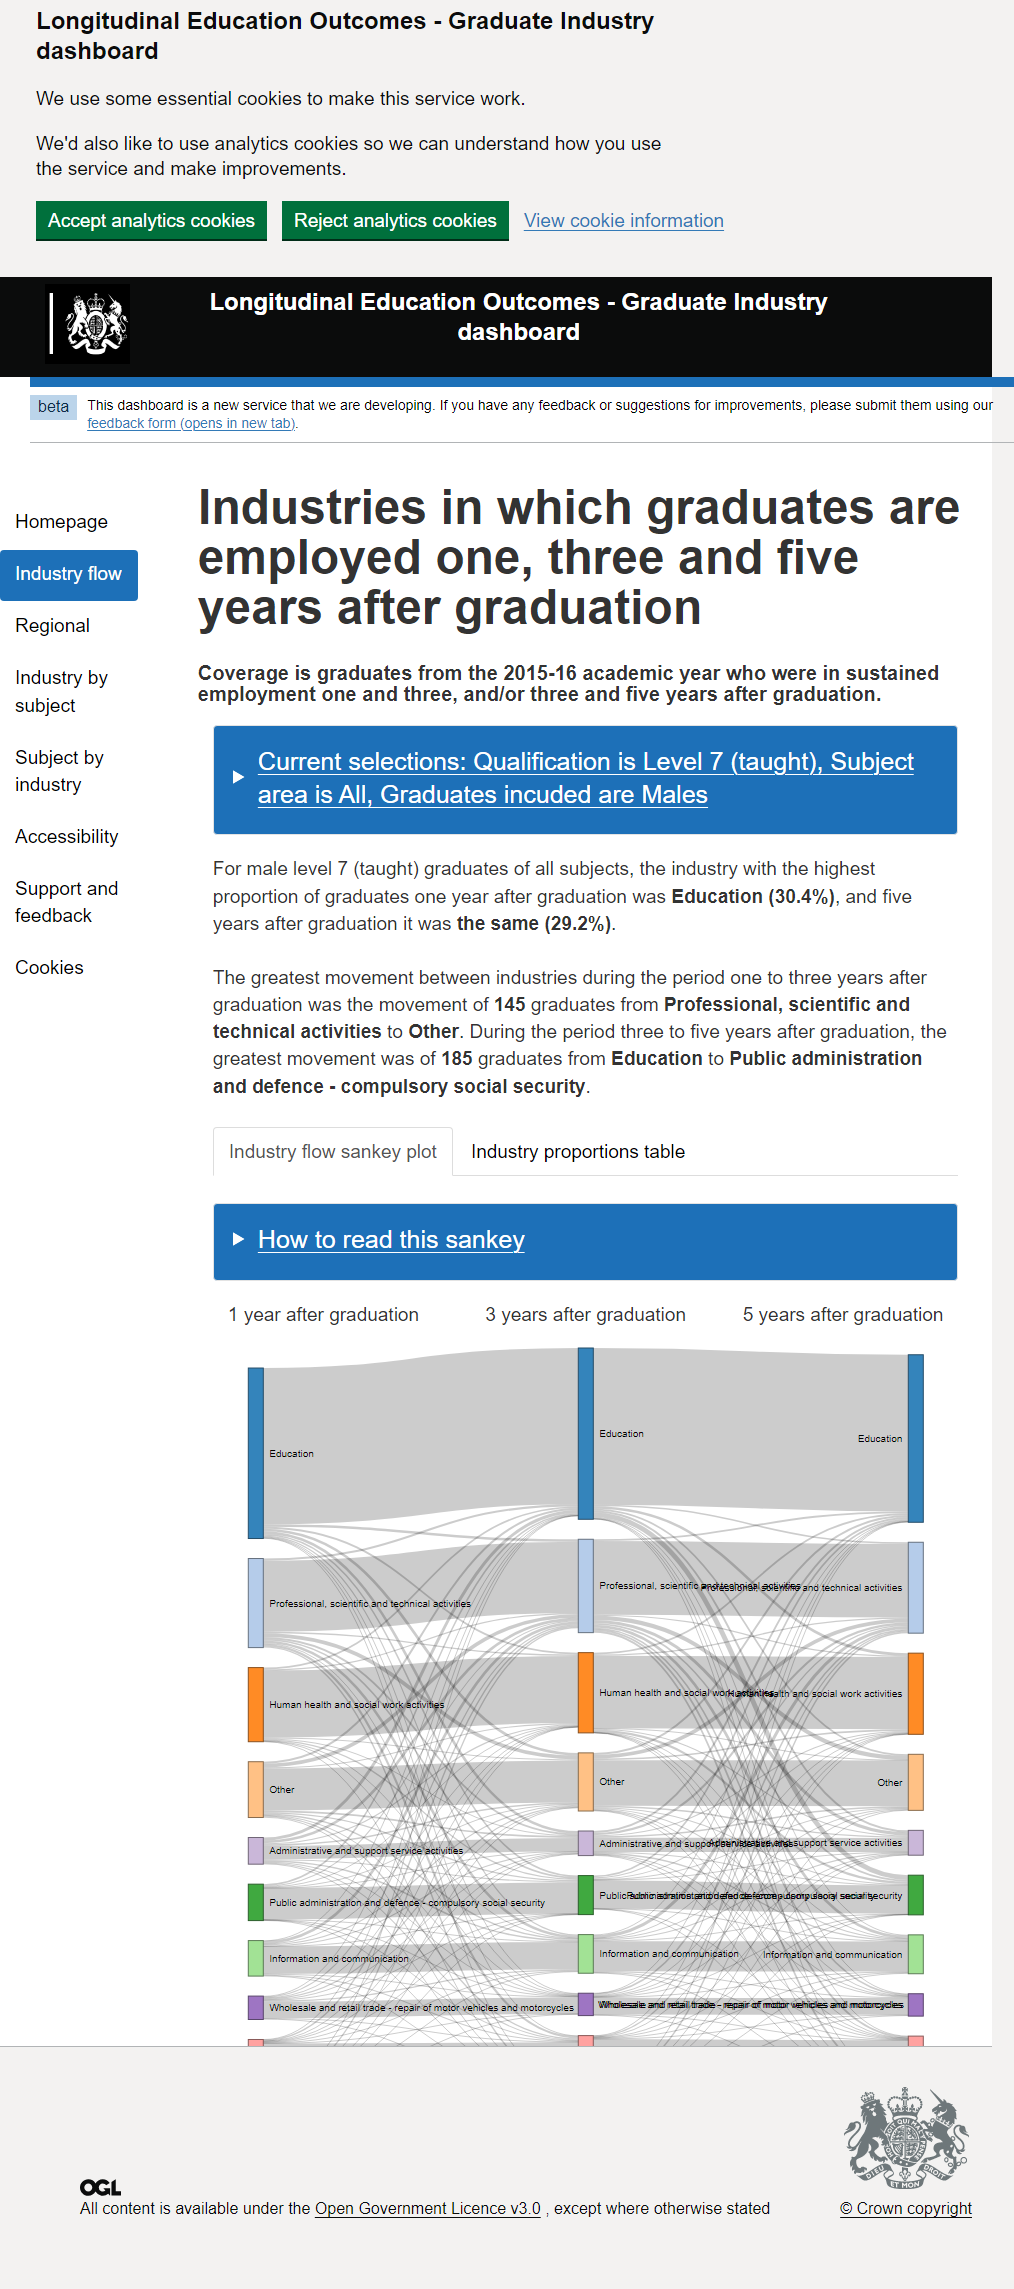 Longitudinal Education Outcomes - Graduate Industry
dashboard
We use some essential cookies to make this service work.
We'd also like to use analytics cookies so we can understand how you use
the service and make improvements.
Accept analytics cookies
Reject analytics cookies
View cookie information
Longitudinal Education Outcomes - Graduate Industry
dashboard
beta
This dashboard is a new service that we are developing. If you have any feedback or suggestions for improvements, please submit them using our
feedback form (opens in new tab).
Homepage
Industry flow
Regional
Industry by
subject
Subject by
industry
Accessibility
Support and
feedback
Cookies
Industries in which graduates are
employed one, three and five
years after graduation
Coverage is graduates from the 2015-16 academic year who were in sustained
employment one and three, and/or three and five years after graduation.
Current selections: Qualification is Level 7 (taught), Subject
area is All, Graduates incuded are Males
For male level 7 (taught) graduates of all subjects, the industry with the highest
proportion of graduates one year after graduation was Education (30.4%), and five
years after graduation it was the same (29.2%).
The greatest movement between industries during the period one to three years after
graduation was the movement of 145 graduates from Professional, scientific and
technical activities to Other. During the period three to five years after graduation, the
greatest movement was of 185 graduates from Education to Public administration
and defence - compulsory social security.
Industry flow sankey plot
Industry proportions table
How to read this sankey
1 year after graduation
3 years after graduation
5 years after graduation
Education
Education
Education
Professional, scientific and technical activities
Professional, scientific and technical activities
Professional, scientific and technical activities
Human health and social work activities
Human health and social work activities
Human health and social work activities
Other
Other
Other
Administrative and support service activities
Administrative and support service activities
Administrative and support service activities
Public administration and defence - compulsory social security
Public administration and defence - compulsory social security
Public administration and defence - compulsory social security
Information and communication
Information and communication
Information and communication
Wholesale and retail trade - repair of motor vehicles and motorcycles
Wholesale and retail trade - repair of motor vehicles and motorcycles
Wholesale and retail trade - repair of motor vehicles and motorcycles
OGL
All content is available under the Open Government Licence v3.0 , except where otherwise stated
© Crown copyright